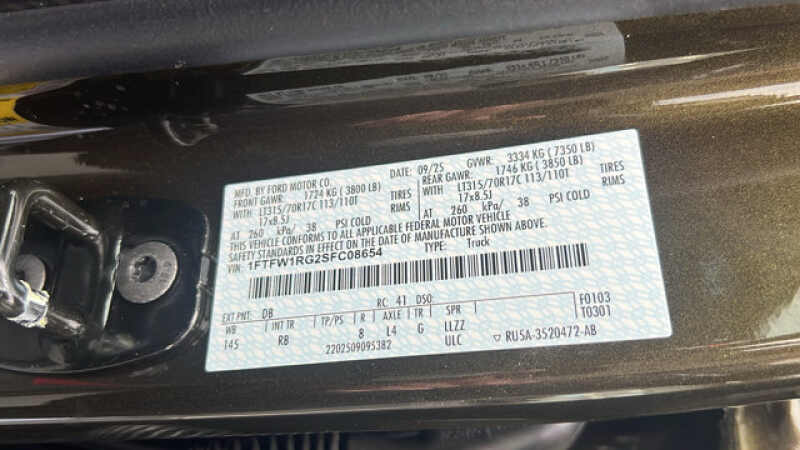 MFD. BY FORD MOTOR CO. DATE: 09/25 GVWR: 3334 KG ( 7350 LB)
FRONT GAWR: 1724 KG ( 3800 LB) REAR GAWR: 1746 KG ( 3850 LB)
WITH LT315/70R17C 113/110T TIRES WITH LT315/70R17C 113/110T TIRES
17x8.5J RIMS 17x8.5J RIMS
AT 260 kPa/ 38 PSI COLD AT 260 kPa/ 38 PSI COLD
THIS VEHICLE CONFORMS TO ALL APPLICABLE FEDERAL MOTOR VEHICLE
SAFETY STANDARDS IN EFFECT ON THE DATE OF MANUFACTURE SHOWN ABOVE.
VIN: 1FTFW1RG2SFC08654 TYPE: Truck
EXT PNT: DB RC: 41 DSO: F0103
WB INT TR TP/PS R AXLE TR SPR T0301
145 RB 8 L4 G LLZZ
2202509095382 ULC ▽ RU5A-3520472-AB